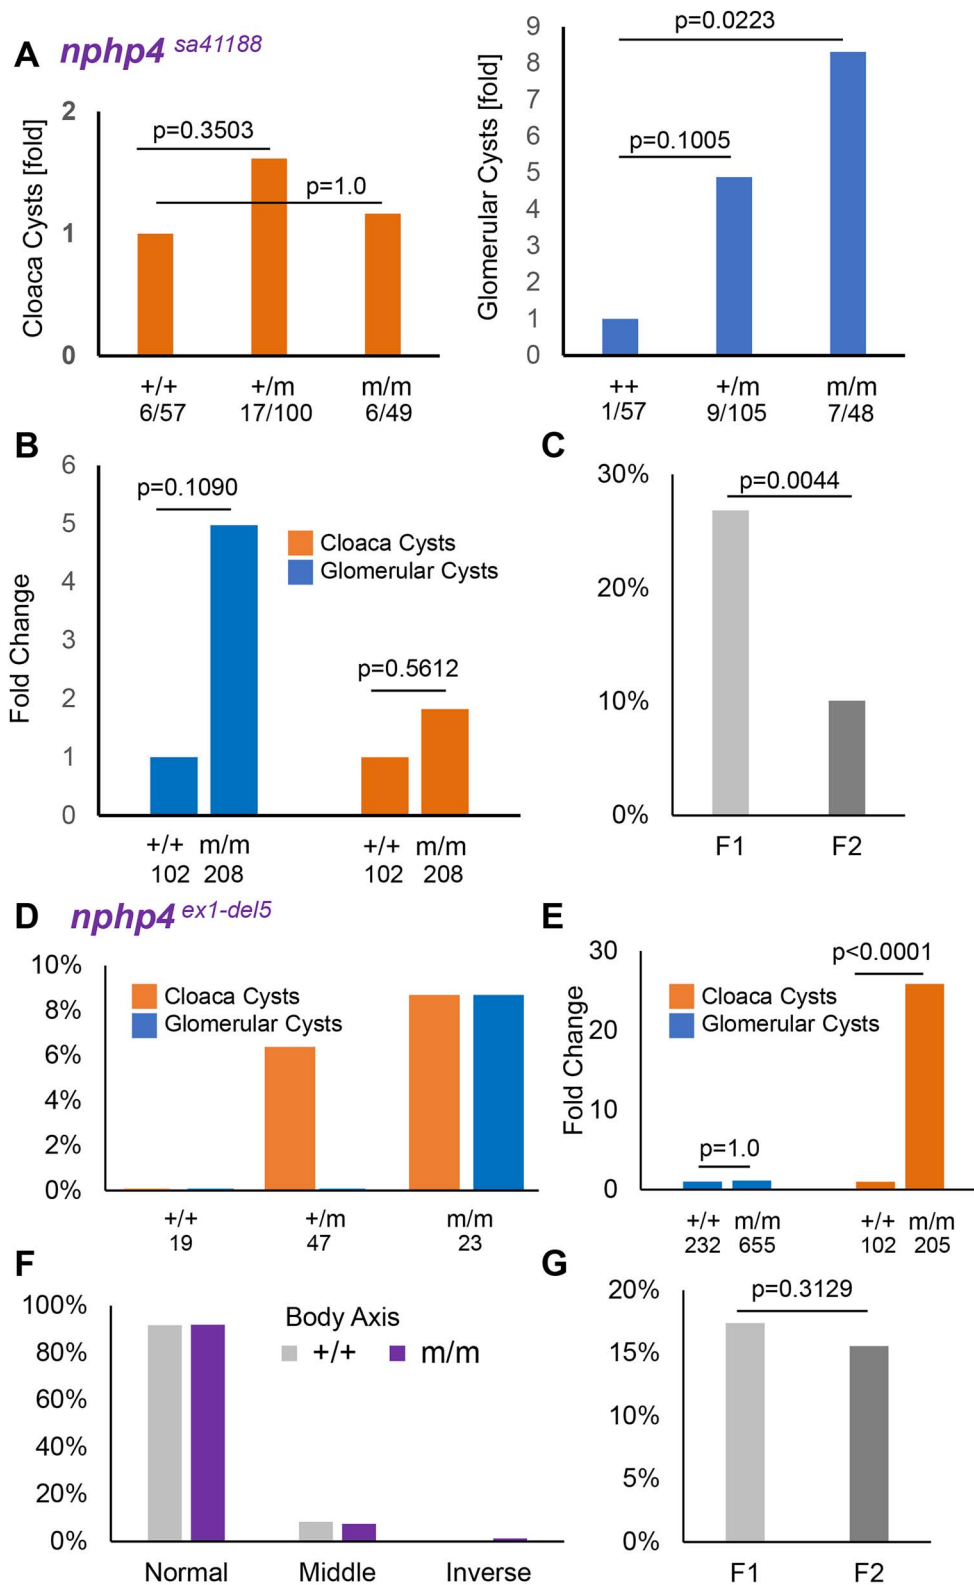 A nphp4 sa41188
Cloaca Cysts [fold]
2
1
0
p=0.3503
p=1.0
+/+ +/m m/m
6/57 17/100 6/49
Glomerular Cysts [fold]
9
8
7
6
5
4
3
2
1
0
p=0.0223
p=0.1005
++ +/m m/m
1/57 9/105 7/48
B
Fold Change
6
5
4
3
2
1
0
p=0.1090
Cloaca Cysts
Glomerular Cysts
p=0.5612
+/+ m/m +/+ m/m
102 208 102 208
C
30%
20%
10%
0%
p=0.0044
F1 F2
D nphp4 ex1-del5
10%
8%
6%
4%
2%
0%
Cloaca Cysts
Glomerular Cysts
+/+ +/m m/m
19 47 23
E
Fold Change
30
20
10
0
p<0.0001
Cloaca Cysts
Glomerular Cysts
p=1.0
+/+ m/m +/+ m/m
232 655 102 205
F
100%
80%
60%
40%
20%
0%
Body Axis
+/+ m/m
Normal Middle Inverse
G
20%
15%
10%
5%
0%
p=0.3129
F1 F2